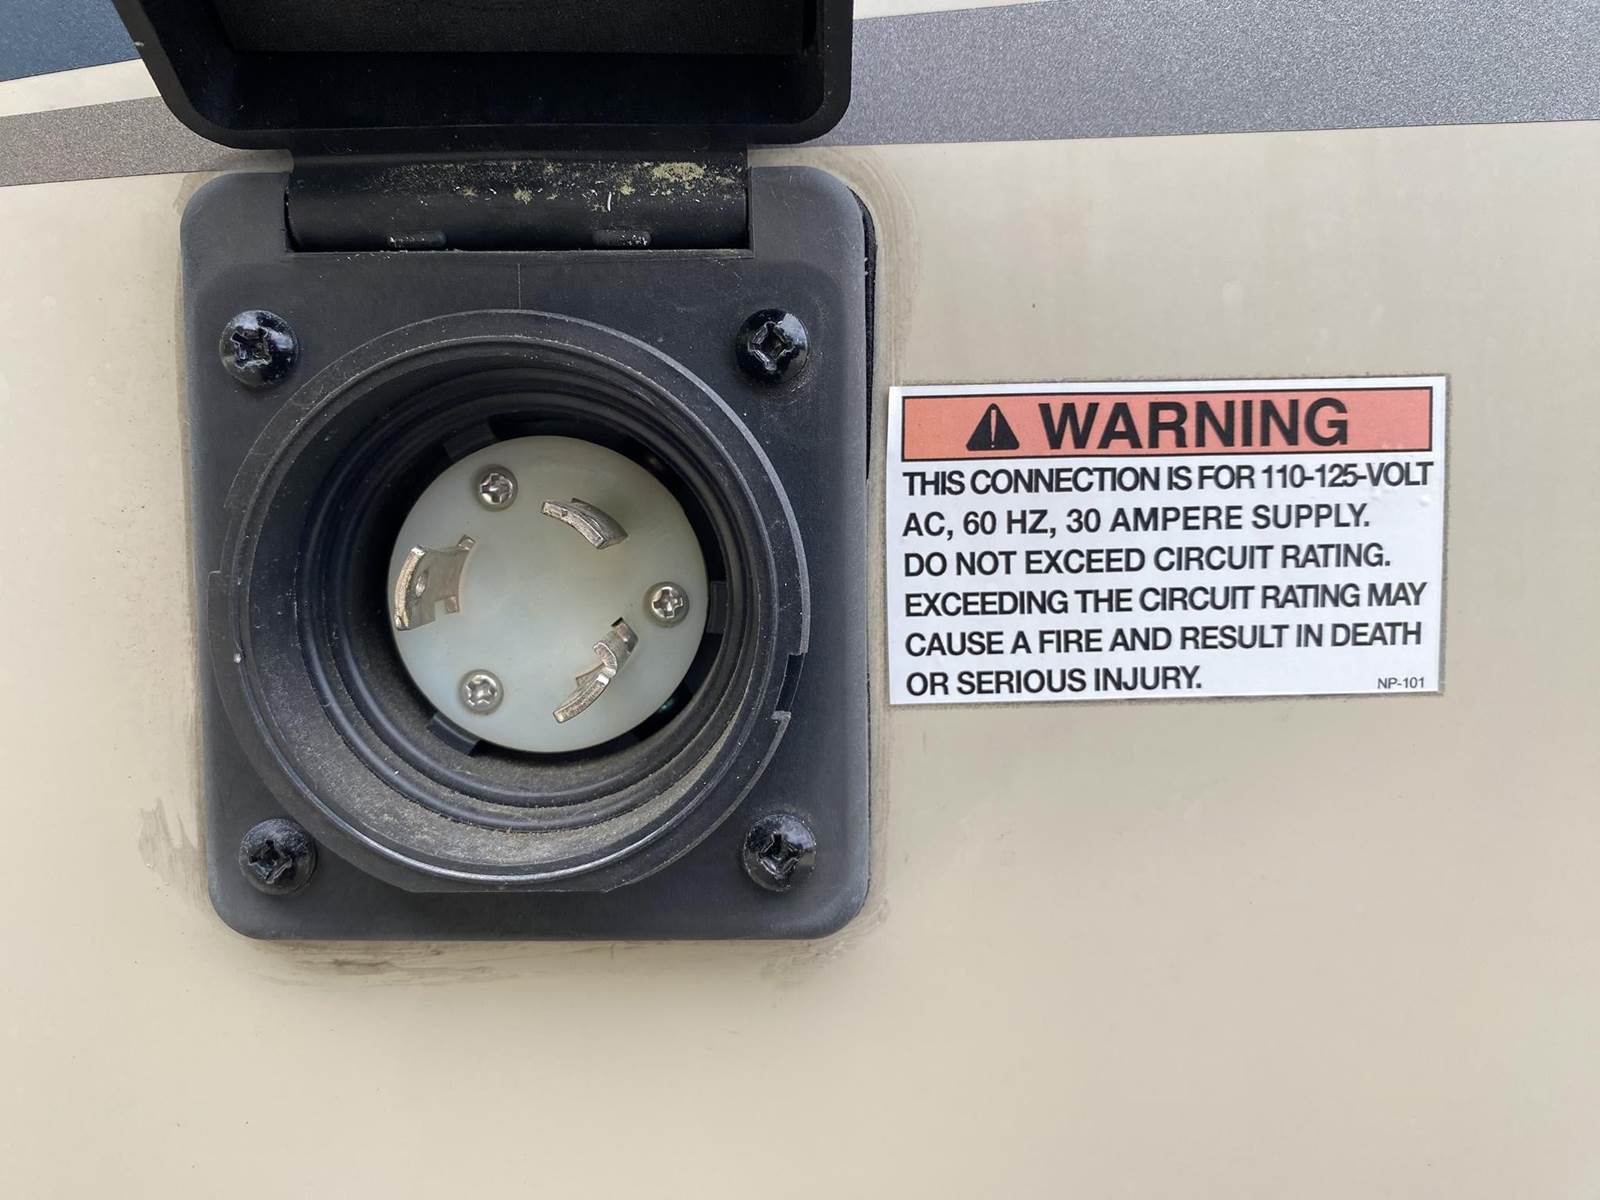 WARNING
THIS CONNECTION IS FOR 110-125-VOLT
AC, 60 HZ, 30 AMPERE SUPPLY.
DO NOT EXCEED CIRCUIT RATING.
EXCEEDING THE CIRCUIT RATING MAY
CAUSE A FIRE AND RESULT IN DEATH
OR SERIOUS INJURY.
NP-101